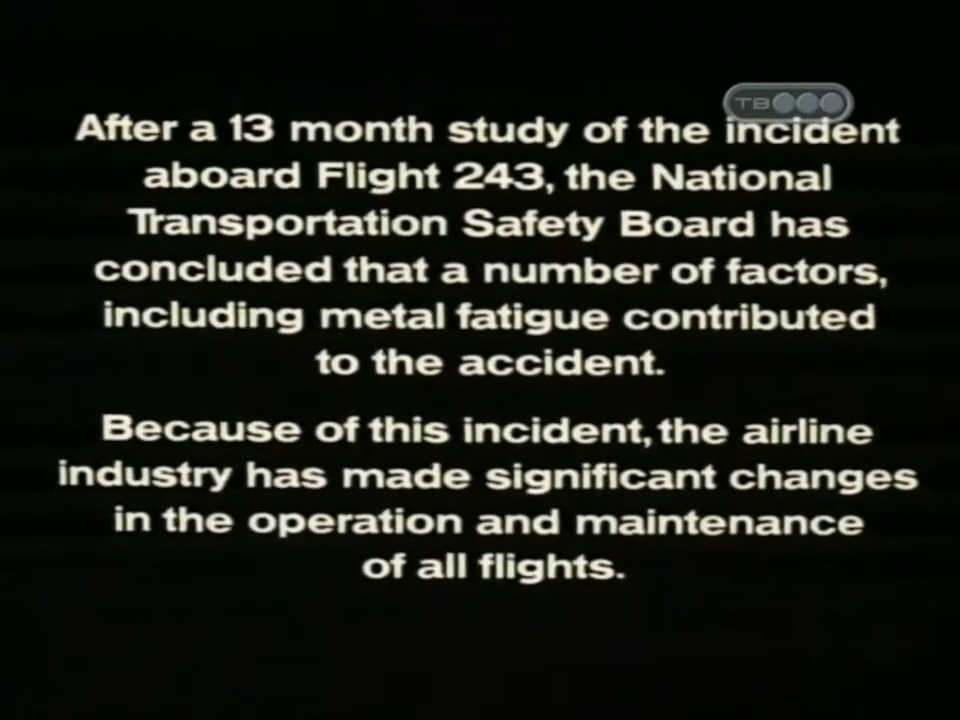 TB
After a 13 month study of the incident
aboard Flight 243, the National
Transportation Safety Board has
concluded that a number of factors,
including metal fatigue contributed
to the accident.
Because of this incident, the airline
industry has made significant changes
in the operation and maintenance
of all flights.